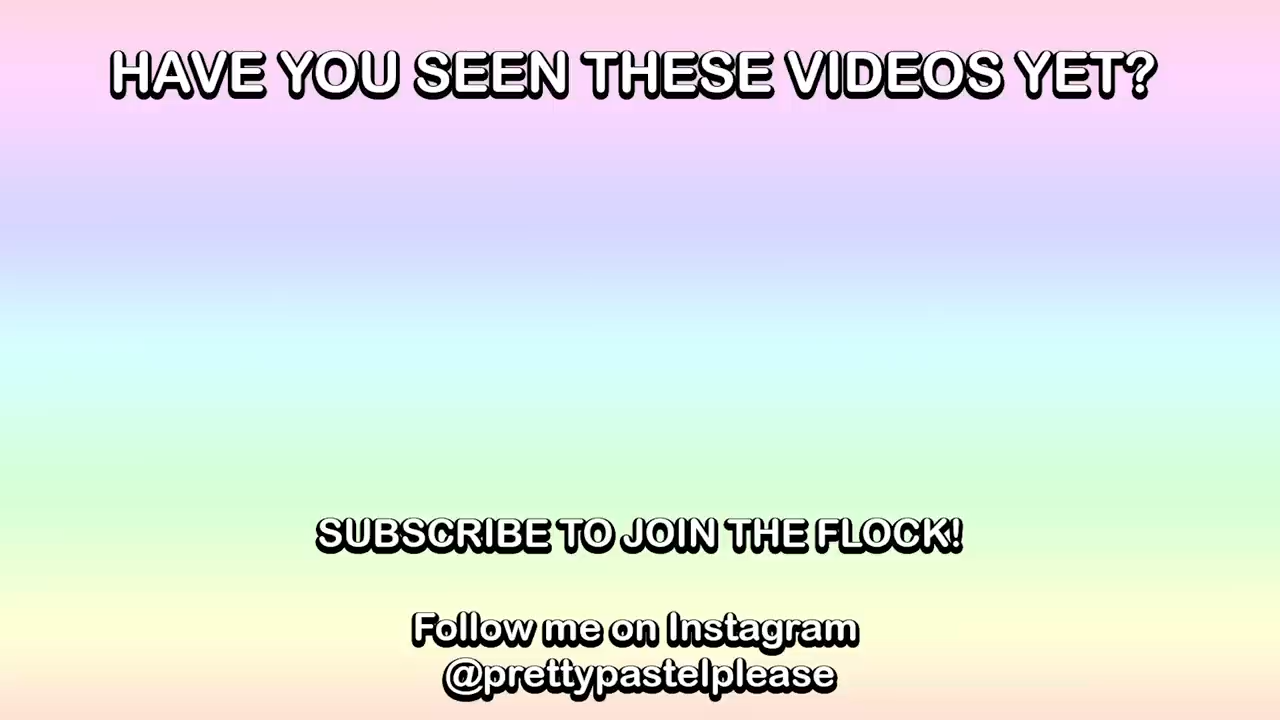 HAVE YOU SEEN THESE VIDEOS YET?
SUBSCRIBE TO JOIN THE FLOCK!
Follow me on Instagram
@prettypastelplease